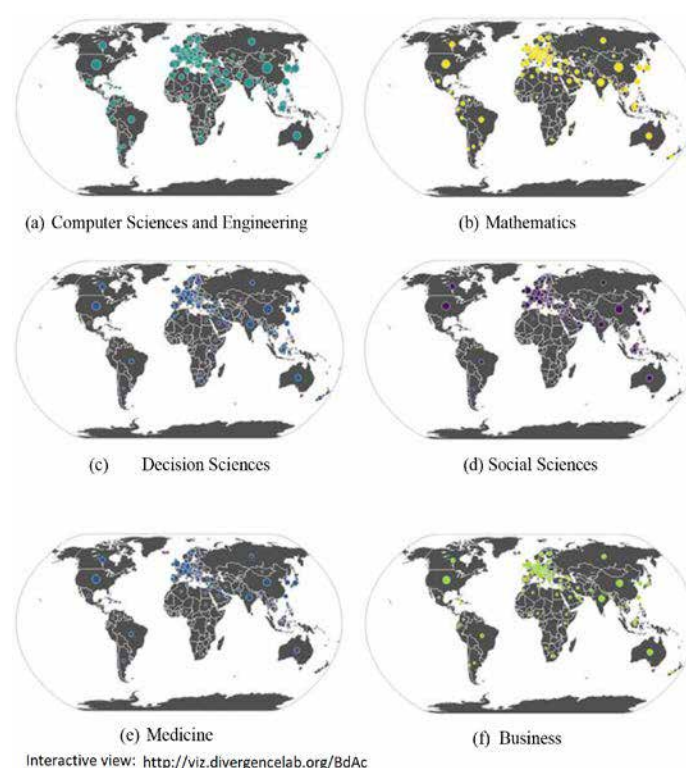 (a) Computer Sciences and Engineering
(b) Mathematics
(c) Decision Sciences
(d) Social Sciences
(e) Medicine
(f) Business
Interactive view: http://viz.divergencelab.org/BdAc